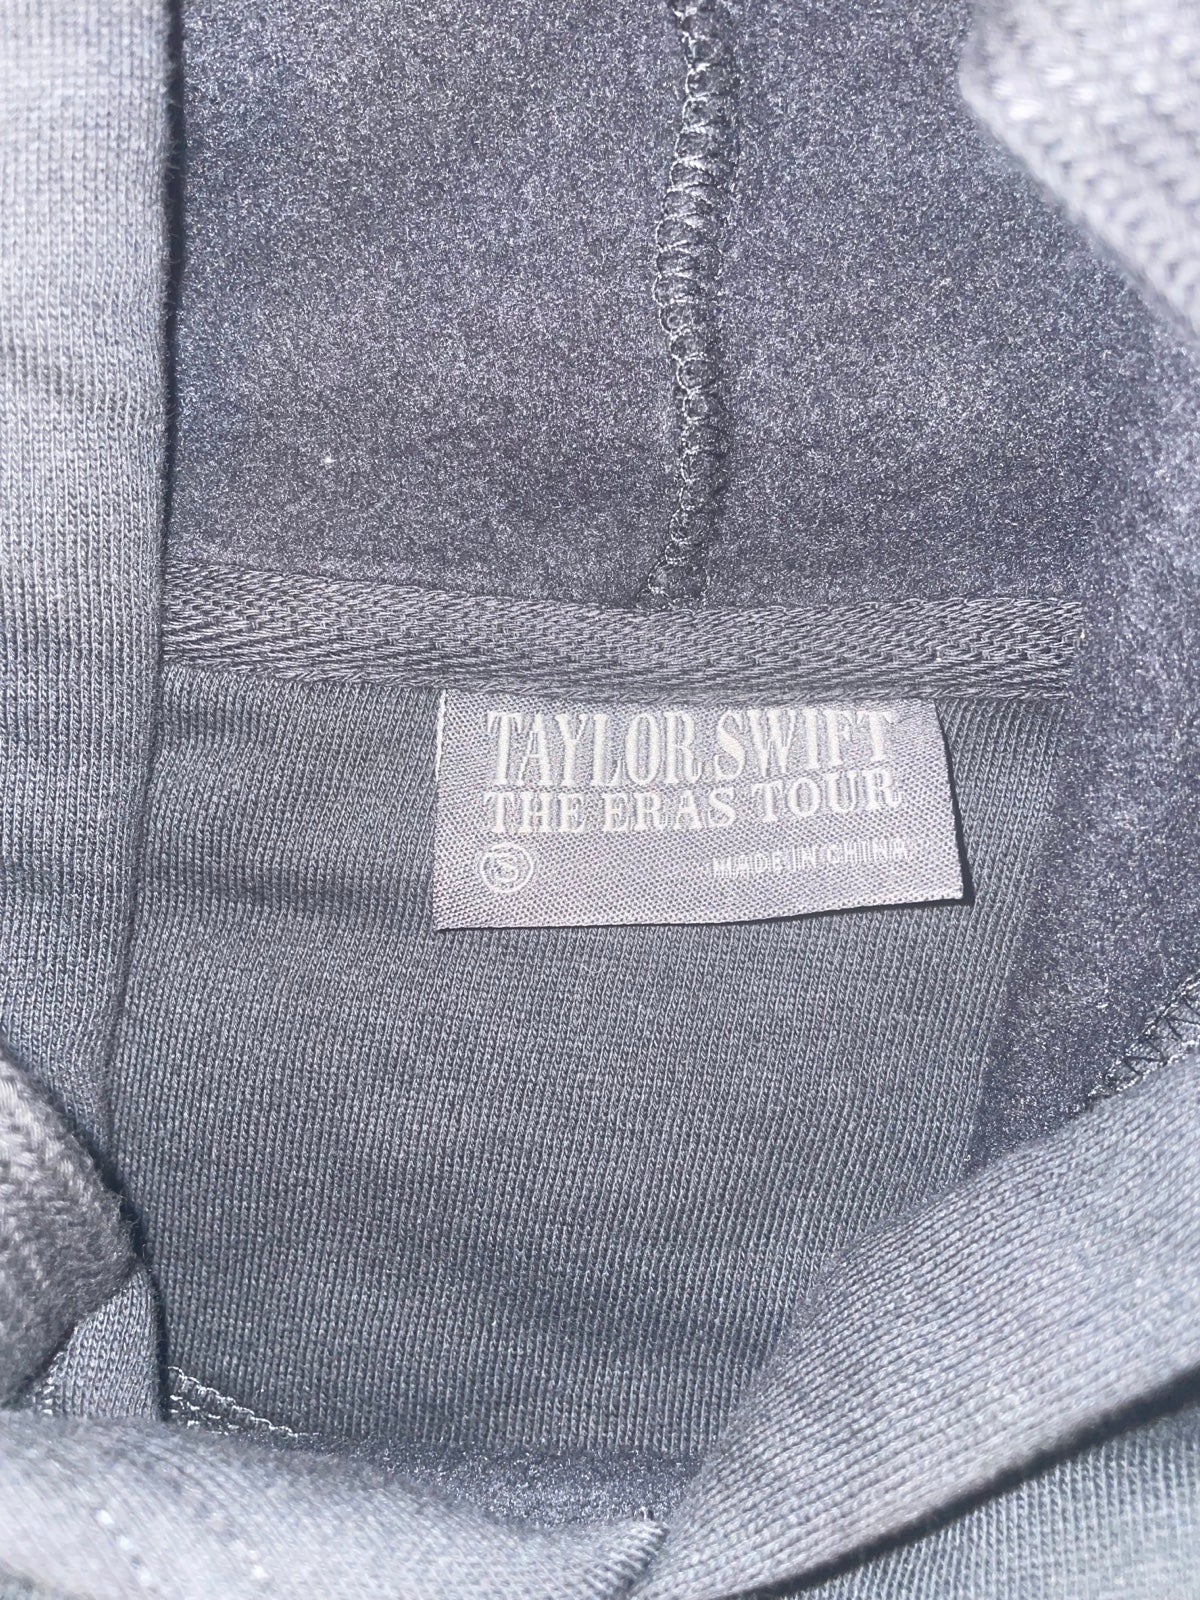 TAYLOR SWIFT
THE ERAS TOUR
S MADE IN CHINA